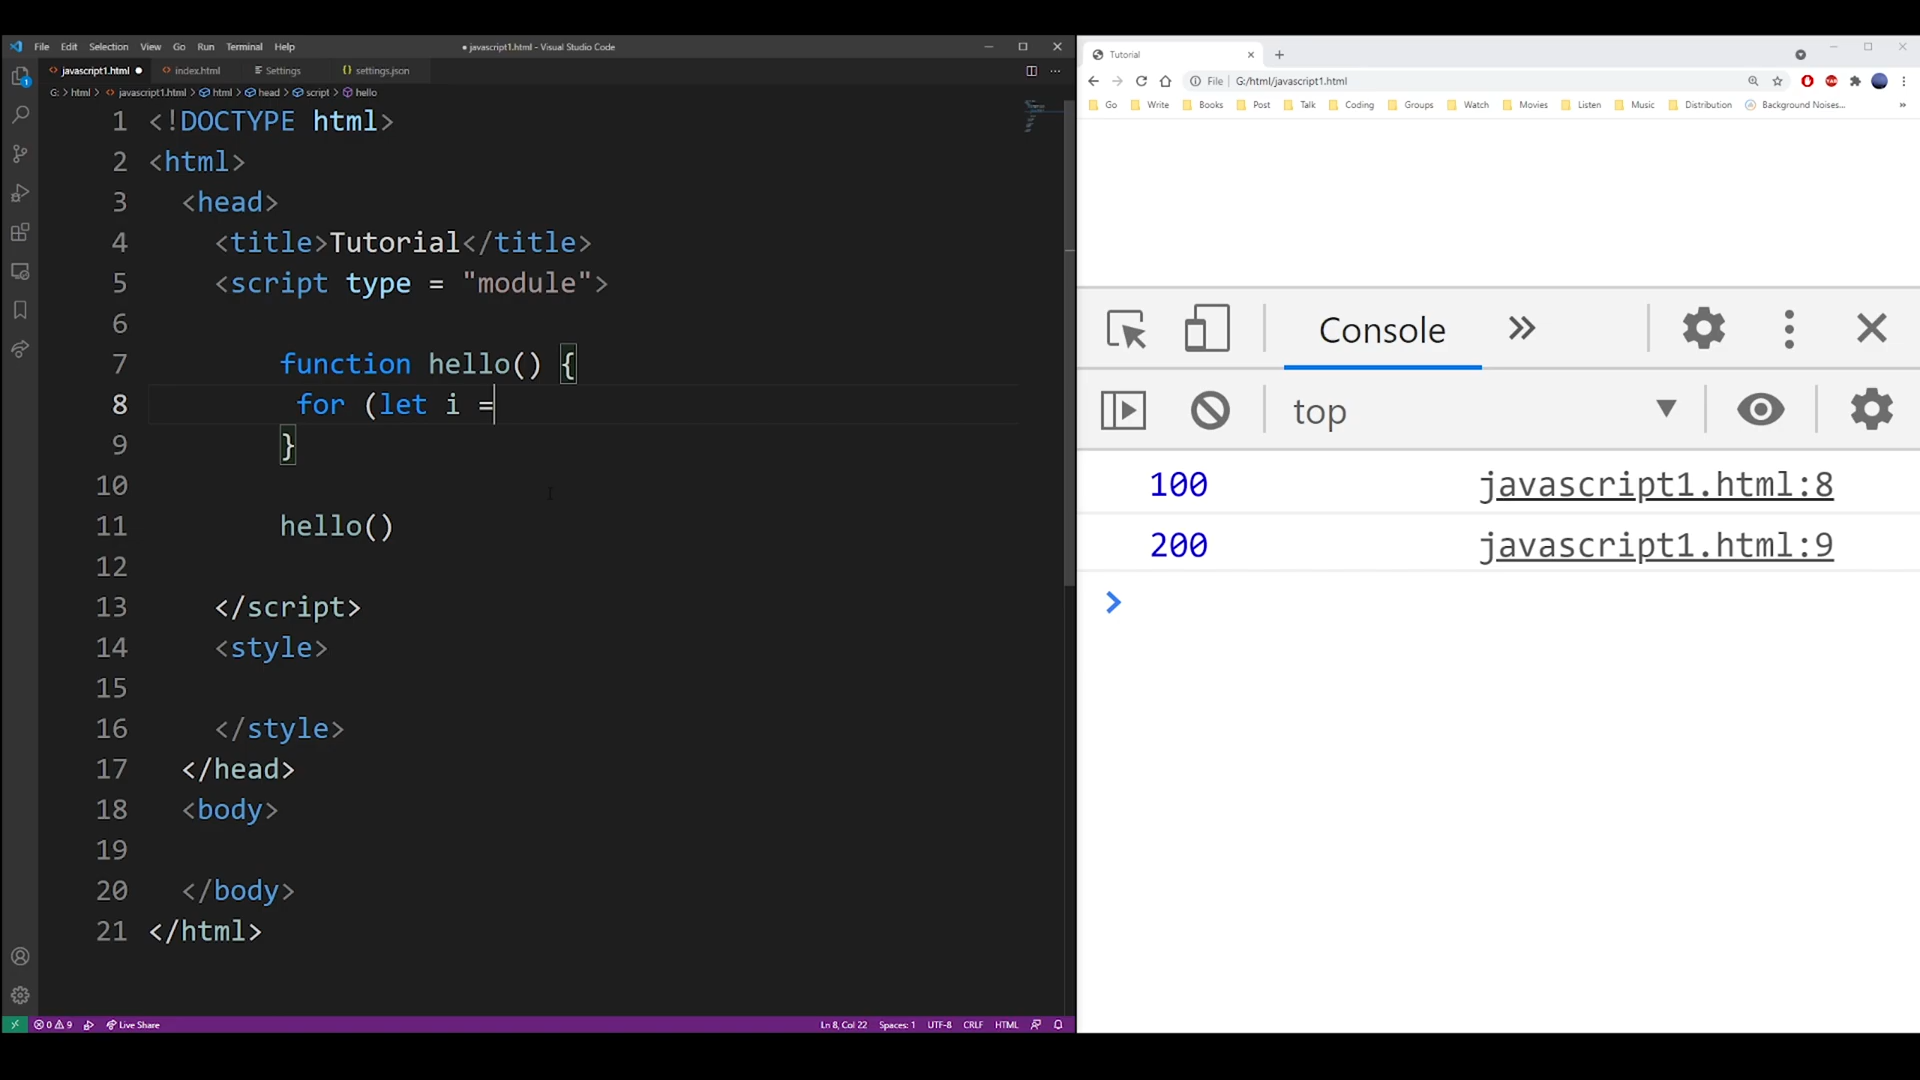 File Edit Selection View Go Run Terminal Help
● javascript1.html - Visual Studio Code
javascript1.html ● index.html Settings settings.json
G: > html > javascript1.html > html > head > script > hello
1 <!DOCTYPE html>
2 <html>
3 <head>
4 <title>Tutorial</title>
5 <script type = "module">
6
7 function hello() {
8 for (let i =
9 }
10
11 hello()
12
13 </script>
14 <style>
15
16 </style>
17 </head>
18 <body>
19
20 </body>
21 </html>
0 9 Live Share Ln 8, Col 22 Spaces: 1 UTF-8 CRLF HTML
Tutorial
File G:/html/javascript1.html
Go Write Books Post Talk Coding Groups Watch Movies Listen Music Distribution Background Noises...
Console
top
100 javascript1.html:8
200 javascript1.html:9